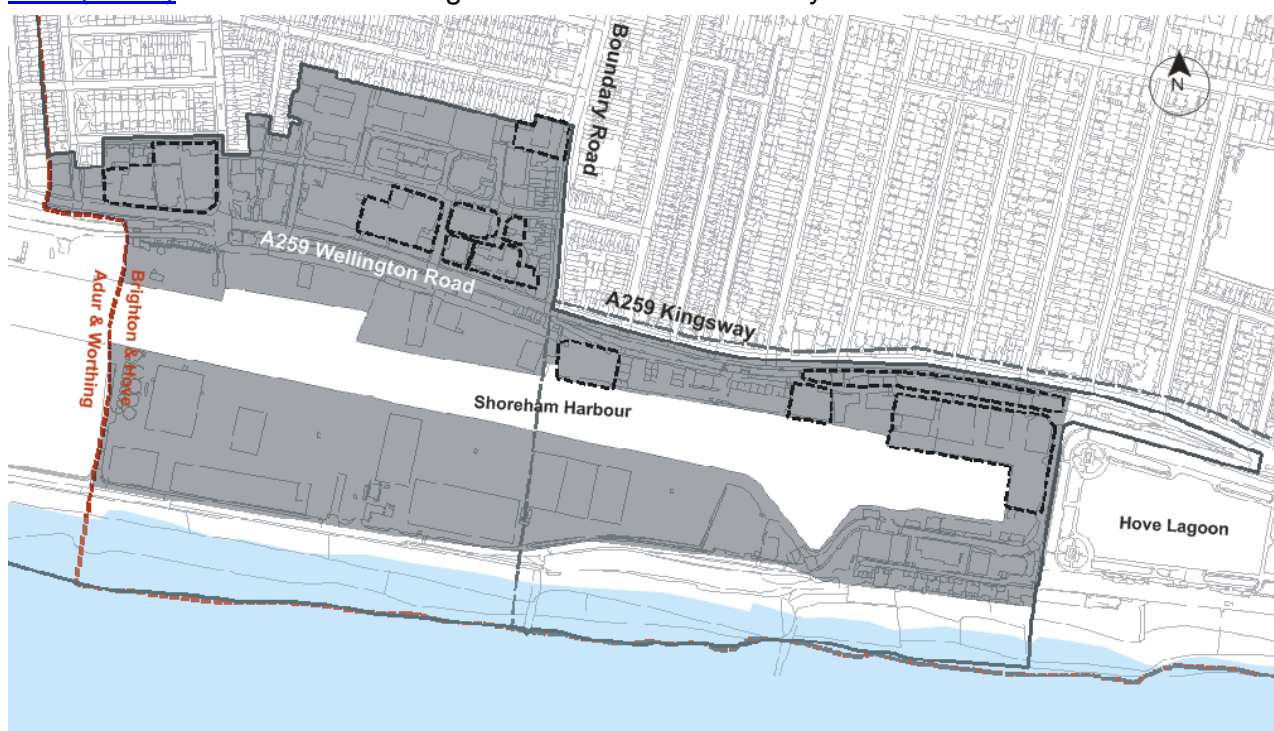 Boundary Road
N
A259 Wellington Road
A259 Kingsway
Brighton & Hove
Adur & Worthing
Shoreham Harbour
Hove Lagoon